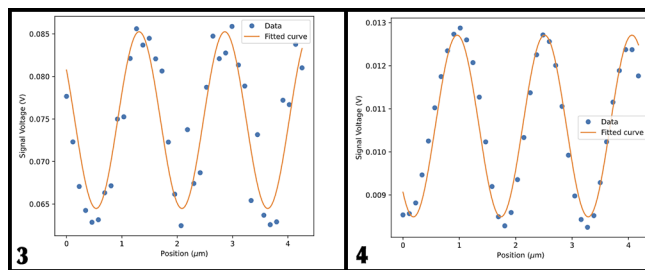 0.085
0.080
0.075
0.070
0.065
Signal Voltage (V)
Data
Fitted curve
0 1 2 3 4
Position (μm)
3
0.013
0.012
0.011
0.010
0.009
Signal Voltage (V)
Data
Fitted curve
0 1 2 3 4
Position (μm)
4